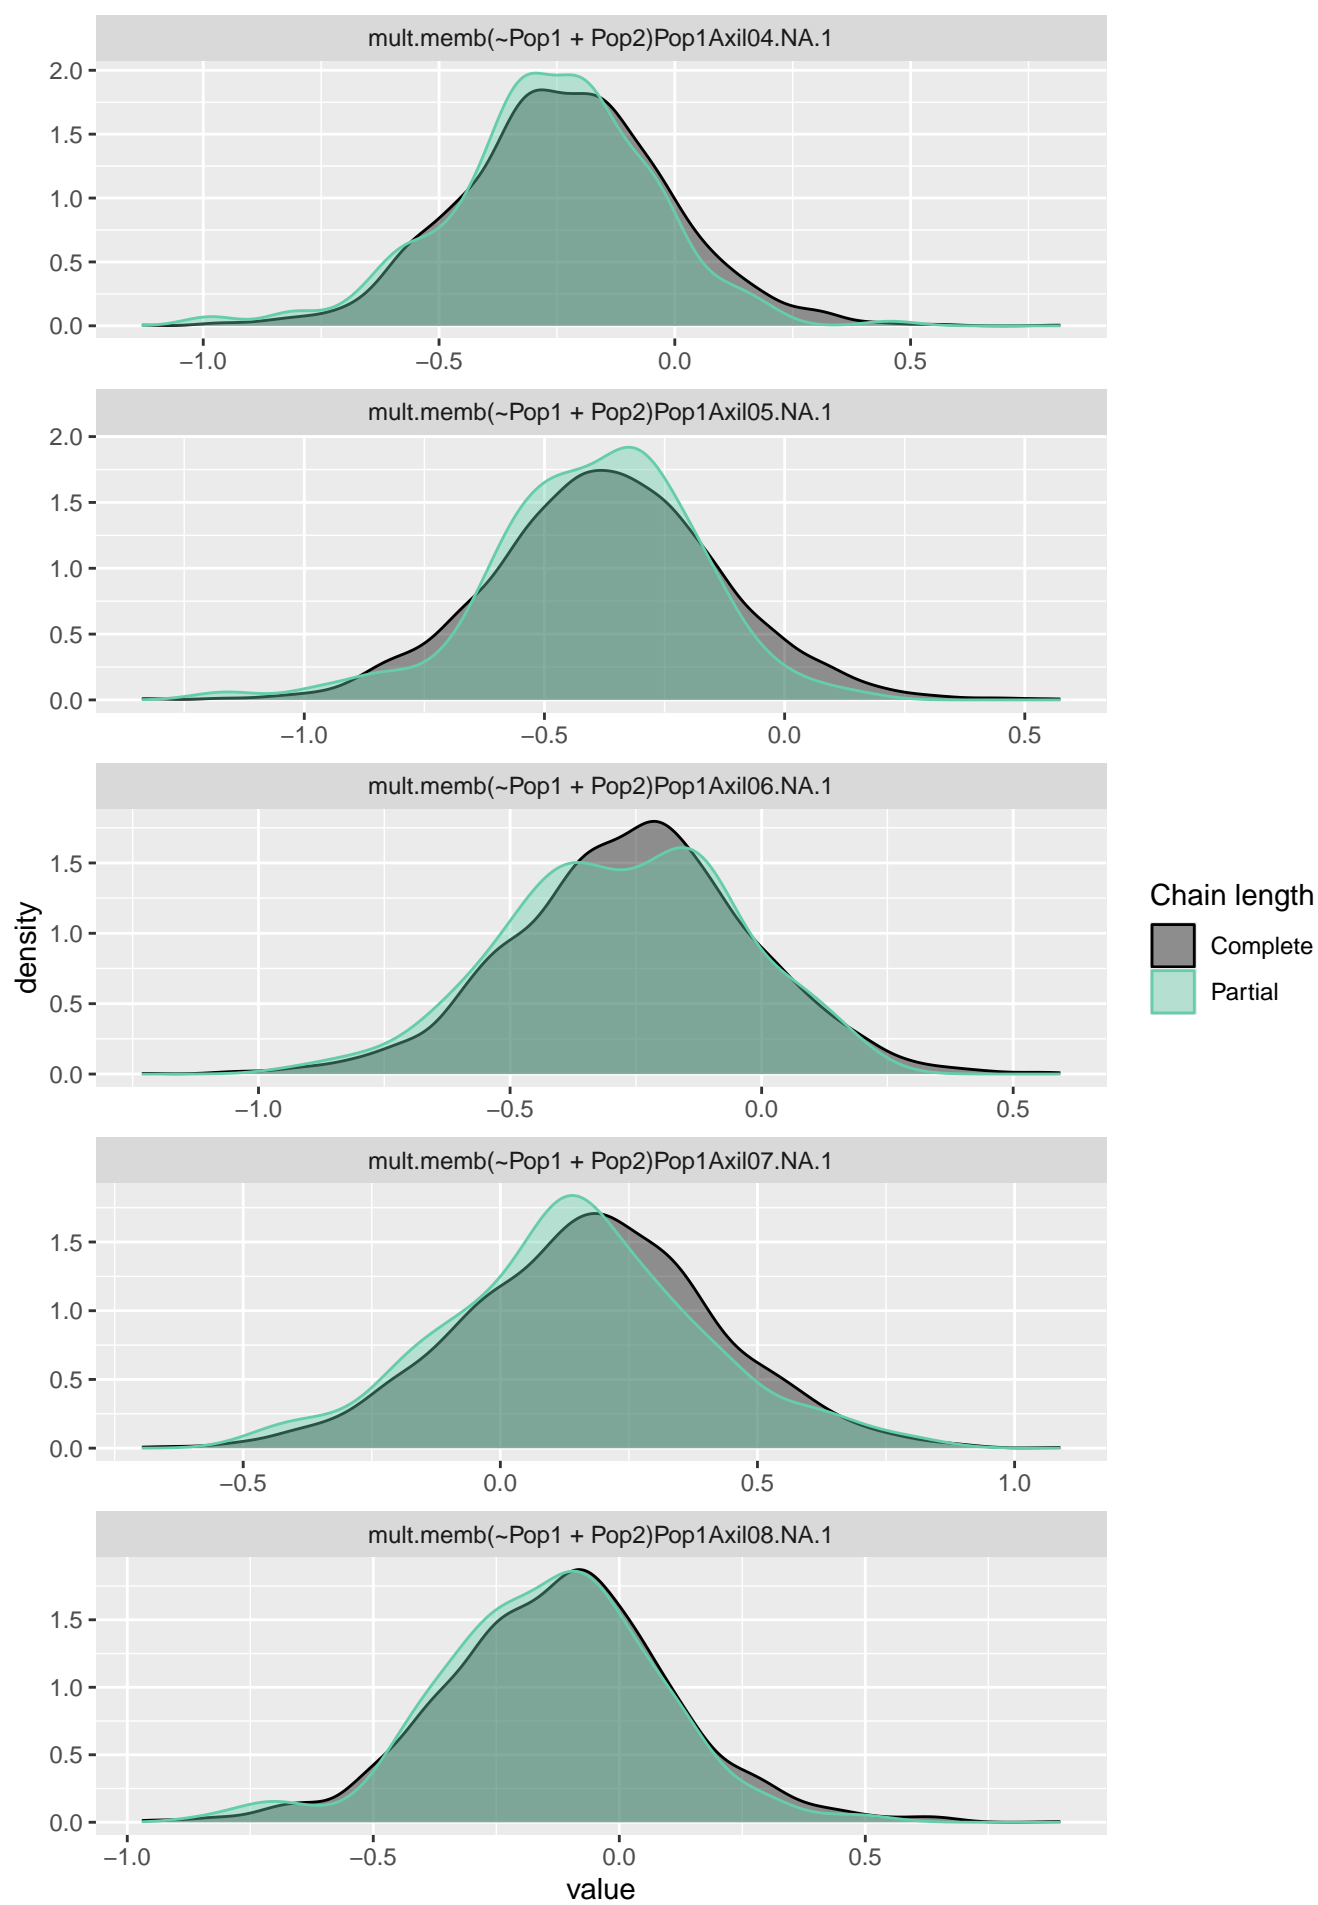 mult.memb(~Pop1 + Pop2)Pop1Axil04.NA.1
2.0
1.5
1.0
0.5
0.0
−1.0 −0.5 0.0 0.5
mult.memb(~Pop1 + Pop2)Pop1Axil05.NA.1
2.0
1.5
1.0
0.5
0.0
−1.0 −0.5 0.0 0.5
mult.memb(~Pop1 + Pop2)Pop1Axil06.NA.1
1.5
1.0
0.5
0.0
−1.0 −0.5 0.0 0.5
density
Chain length
Complete
Partial
mult.memb(~Pop1 + Pop2)Pop1Axil07.NA.1
1.5
1.0
0.5
0.0
−0.5 0.0 0.5 1.0
mult.memb(~Pop1 + Pop2)Pop1Axil08.NA.1
1.5
1.0
0.5
0.0
−1.0 −0.5 0.0 0.5
value